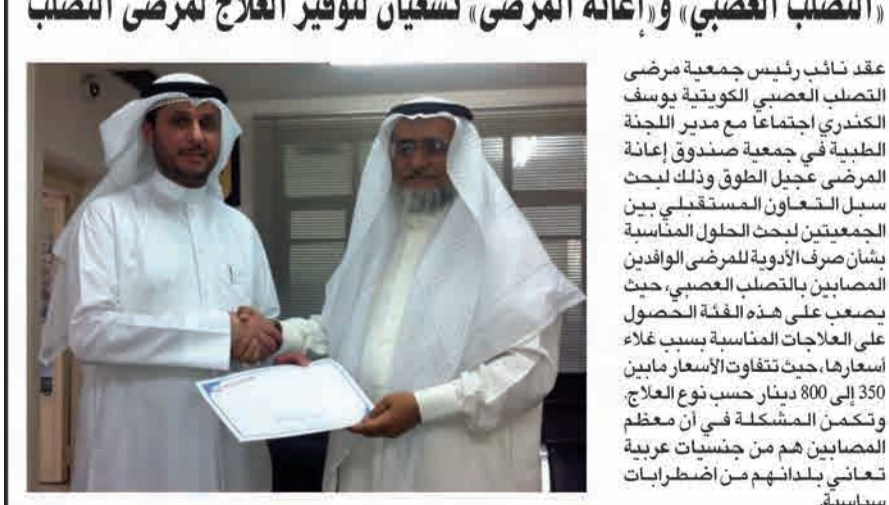 «التصلب العصبي» و«إعانة المرضى» تسعيان لتوفير العلاج لمرضى التصلب
عقد نائب رئيس جمعية مرضى
التصلب العصبي الكويتية يوسف
الكندري اجتماعا مع مدير اللجنة
الطبية في جمعية صندوق إعانة
المرضى عجيل الطوق وذلك لبحث
سبل التعاون المستقبلي بين
الجمعيتين لبحث الحلول المناسبة
بشأن صرف الأدوية للمرضى الوافدين
المصابين بالتصلب العصبي، حيث
يصعب على هذه الفئة الحصول
على العلاجات المناسبة بسبب غلاء
أسعارها، حيث تتفاوت الأسعار مابين
350 إلى 800 دينار حسب نوع العلاج.
وتكمن المشكلة في أن معظم
المصابين هم من جنسيات عربية
تعاني بلدانهم من اضطرابات
سياسية.